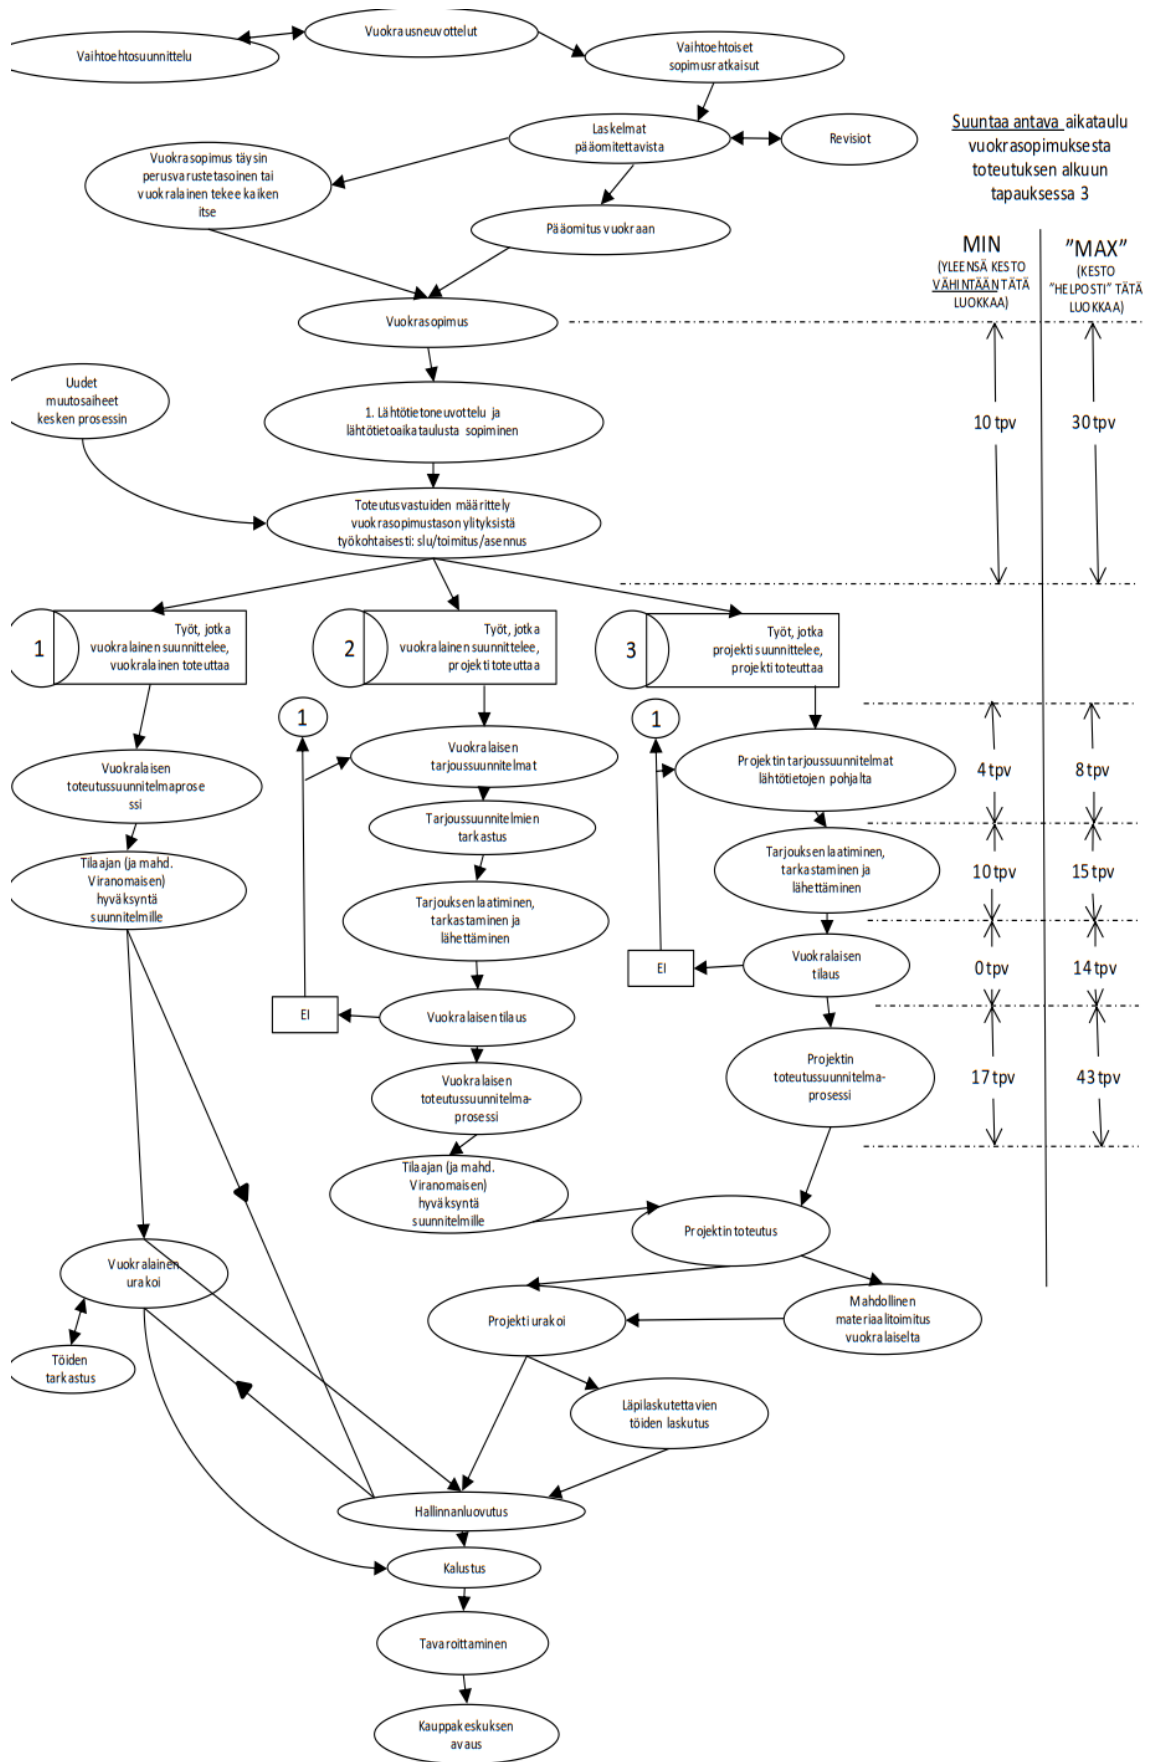 Vuokrausneuvottelut
Vaihtoehtosuunnittelu
Vaihtoehtoiset
sopimusratkaisut
Laskelmat
pääomitettavista
Revisiot
Suuntaa antava aikataulu
vuokrasopimuksesta
toteutuksen alkuun
tapauksessa 3
Vuokrasopimus täysin
perusvarustetasoinen tai
vuokralainen tekee kaiken
itse
Pääomitus vuokraan
MIN
(YLEENSÄ KESTO
VÄHINTÄÄN TÄTÄ
LUOKKAA)
"MAX"
(KESTO
"HELPOSTI" TÄTÄ
LUOKKAA)
Vuokrasopimus
Uudet
muutosaiheet
kesken prosessin
1. Lähtötietoneuvottelu ja
lähtötietoaikataulusta sopiminen
10 tpv
30 tpv
Toteutusvastuiden määrittely
vuokrasopimustason ylityksistä
työkohtaisesti: slu/toimitus/asennus
1
Työt, jotka
vuokralainen suunnittelee,
vuokralainen toteuttaa
2
Työt, jotka
vuokralainen suunnittelee,
projekti toteuttaa
3
Työt, jotka
projekti suunnittelee,
projekti toteuttaa
1
1
Vuokralaisen
toteutussuunnitelmaprose
ssi
Vuokralaisen
tarjoussuunnitelmat
Projektin tarjoussuunnitelmat
lähtötietojen pohjalta
4 tpv
8 tpv
Tarjoussuunnitelmien
tarkastus
Tilaajan (ja mahd.
Viranomaisen)
hyväksyntä
suunnitelmille
Tarjouksen laatiminen,
tarkastaminen ja
lähettäminen
Tarjouksen laatiminen,
tarkastaminen ja
lähettäminen
10 tpv
15 tpv
EI
Vuokralaisen
tilaus
0 tpv
14 tpv
EI
Vuokralaisen tilaus
Vuokralaisen
toteutussuunnitelma-
prosessi
Projektin
toteutussuunnitelma-
prosessi
17 tpv
43 tpv
Tilaajan (ja mahd.
Viranomaisen)
hyväksyntä
suunnitelmille
Projektin toteutus
Vuokralainen
urakoi
Projekti urakoi
Mahdollinen
materiaalitoimitus
vuokralaiselta
Töiden
tarkastus
Läpilaskutettavien
töiden laskutus
Hallinnanluovutus
Kalustus
Tavaroittaminen
Kauppakeskuksen
avaus